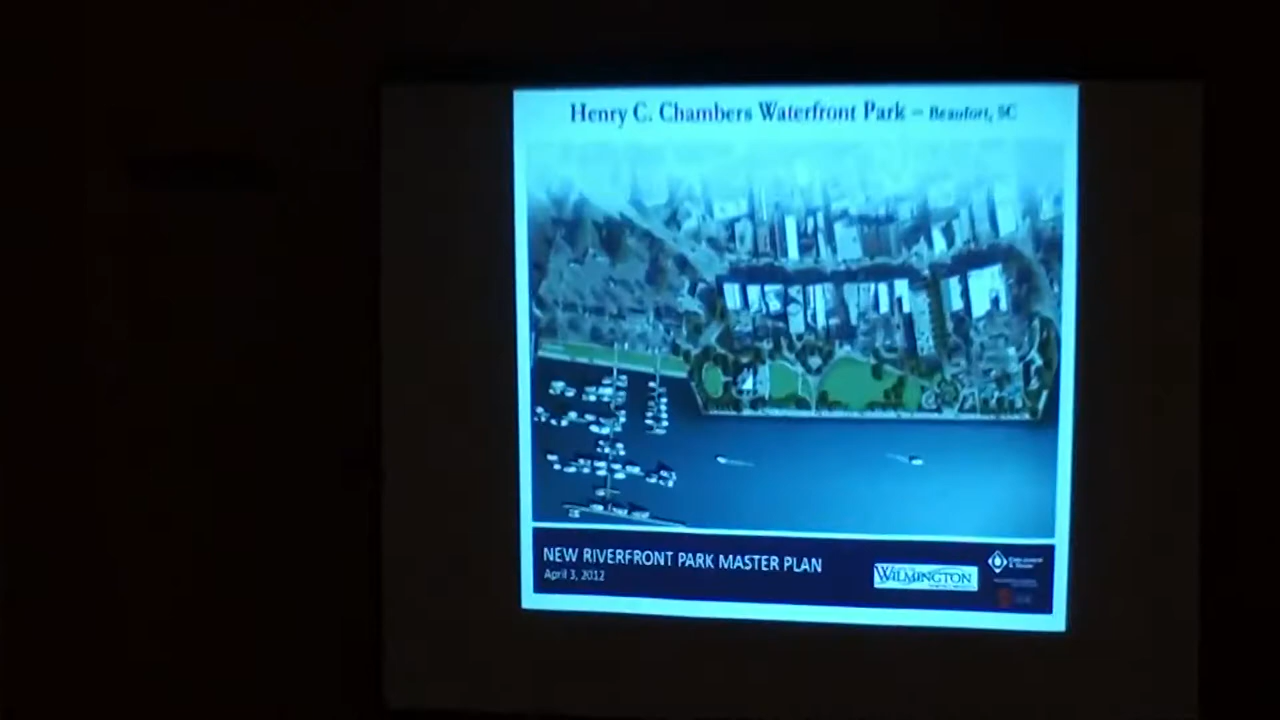 Henry C. Chambers Waterfront Park – Beaufort, SC
NEW RIVERFRONT PARK MASTER PLAN
April 3, 2012
WILMINGTON